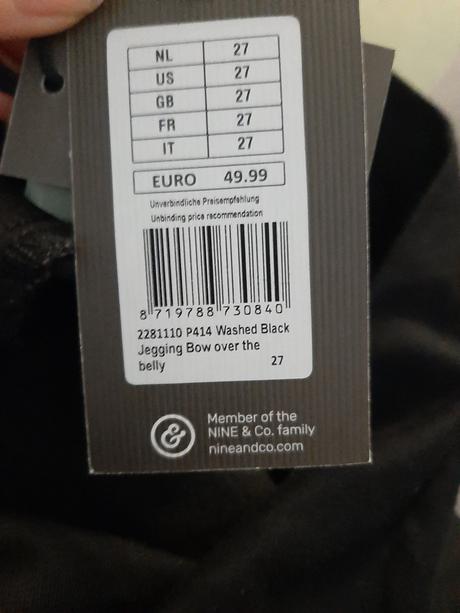 NL 27
US 27
GB 27
FR 27
IT 27
EURO 49.99
Unverbindliche Preisempfehlung
Unbinding price recommendation
8 719788 730840
2281110 P414 Washed Black
Jegging Bow over the
belly 27
&
Member of the
NINE & Co. family
nineandco.com